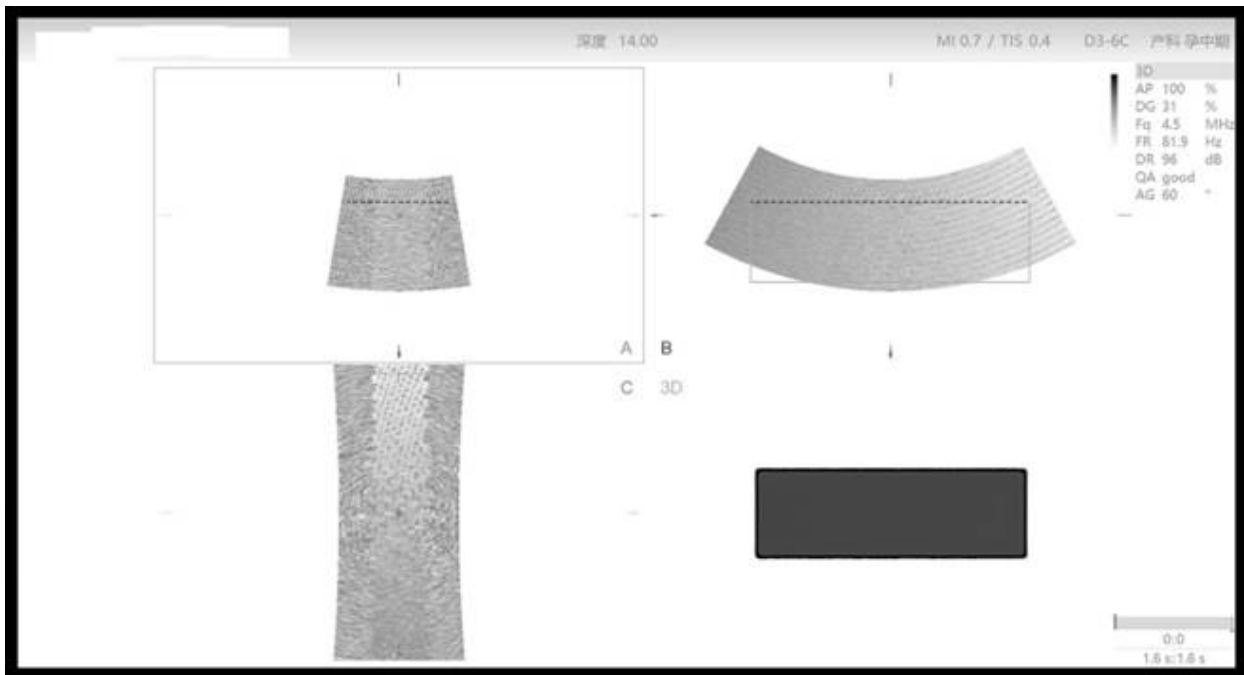 深度 14.00
MI 0.7 / TIS 0.4
D3-6C
产科 孕中期
3D
AP 100 %
DG 31 %
Fq 4.5 MHz
FR 81.9 Hz
DR 96 dB
QA good
AG 60 °
A
B
C
3D
0:0
1.6 s:1.6 s